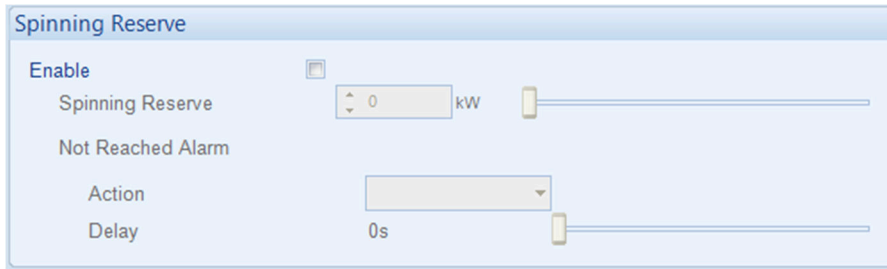 Spinning Reserve
Enable
Spinning Reserve 0 kW
Not Reached Alarm
Action
Delay 0s